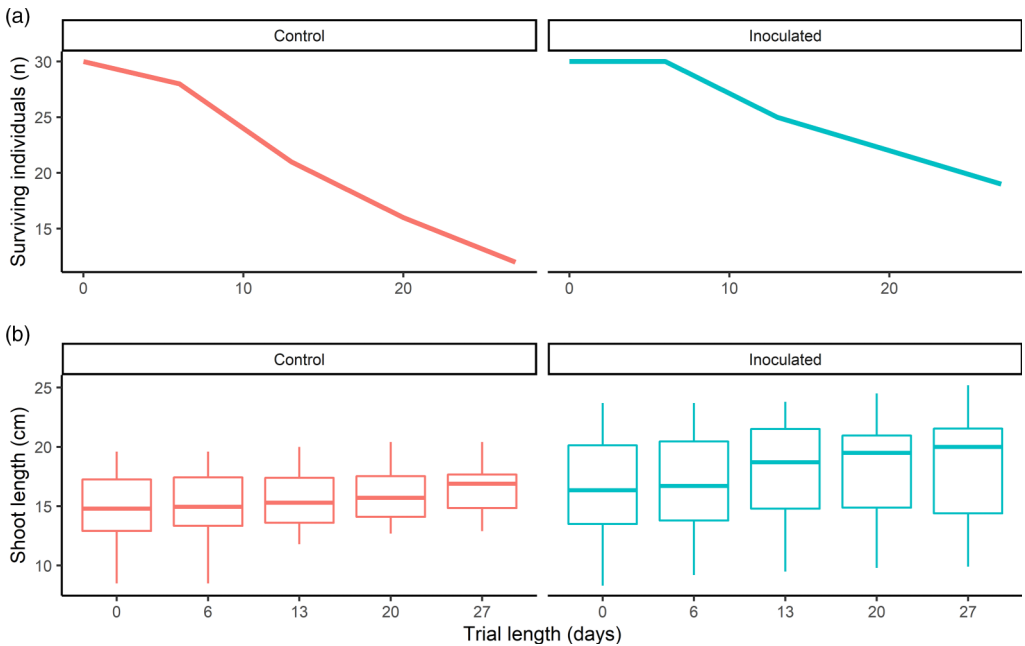 (a)
Control
Inoculated
Surviving individuals (n)
30
25
20
15
0 10 20
0 10 20
(b)
Control
Inoculated
Shoot length (cm)
25
20
15
10
0 6 13 20 27
0 6 13 20 27
Trial length (days)